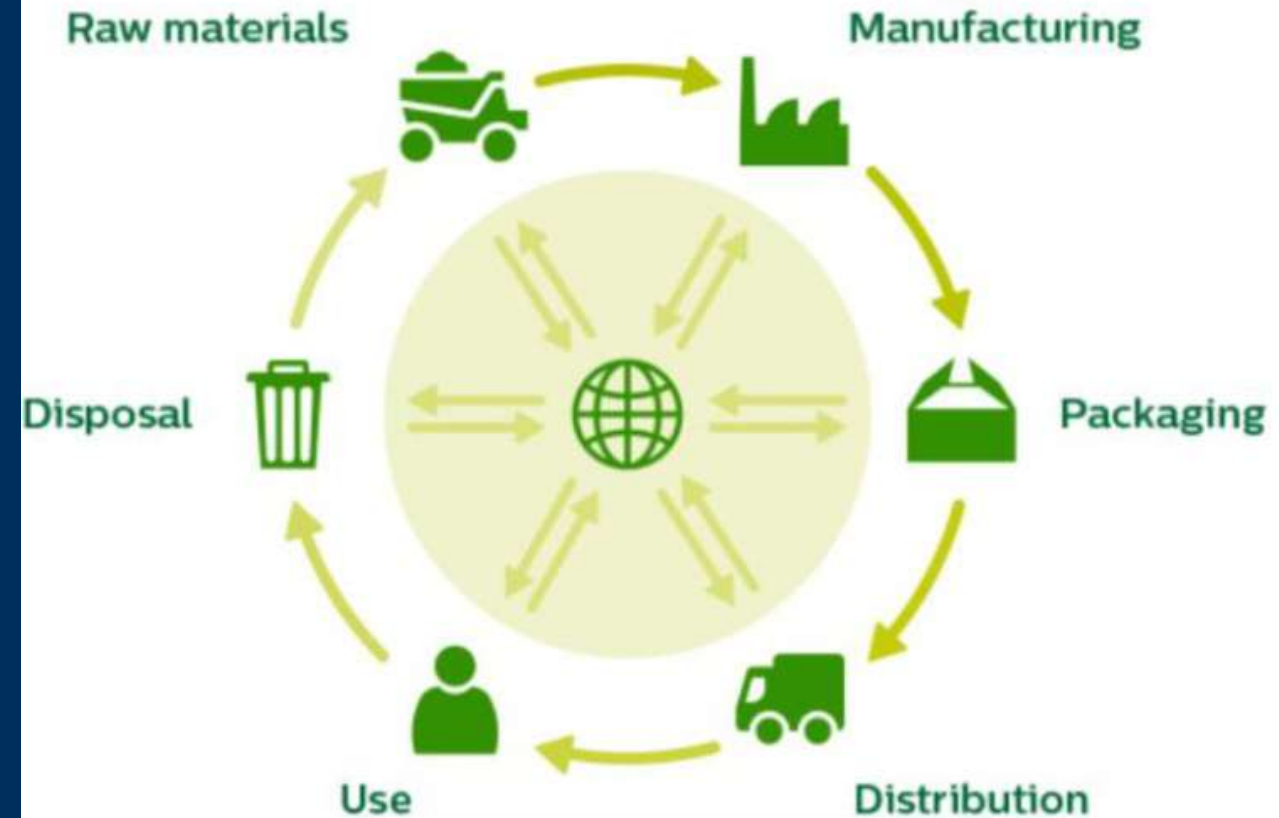 Raw materials
Manufacturing
Disposal
Packaging
Use
Distribution